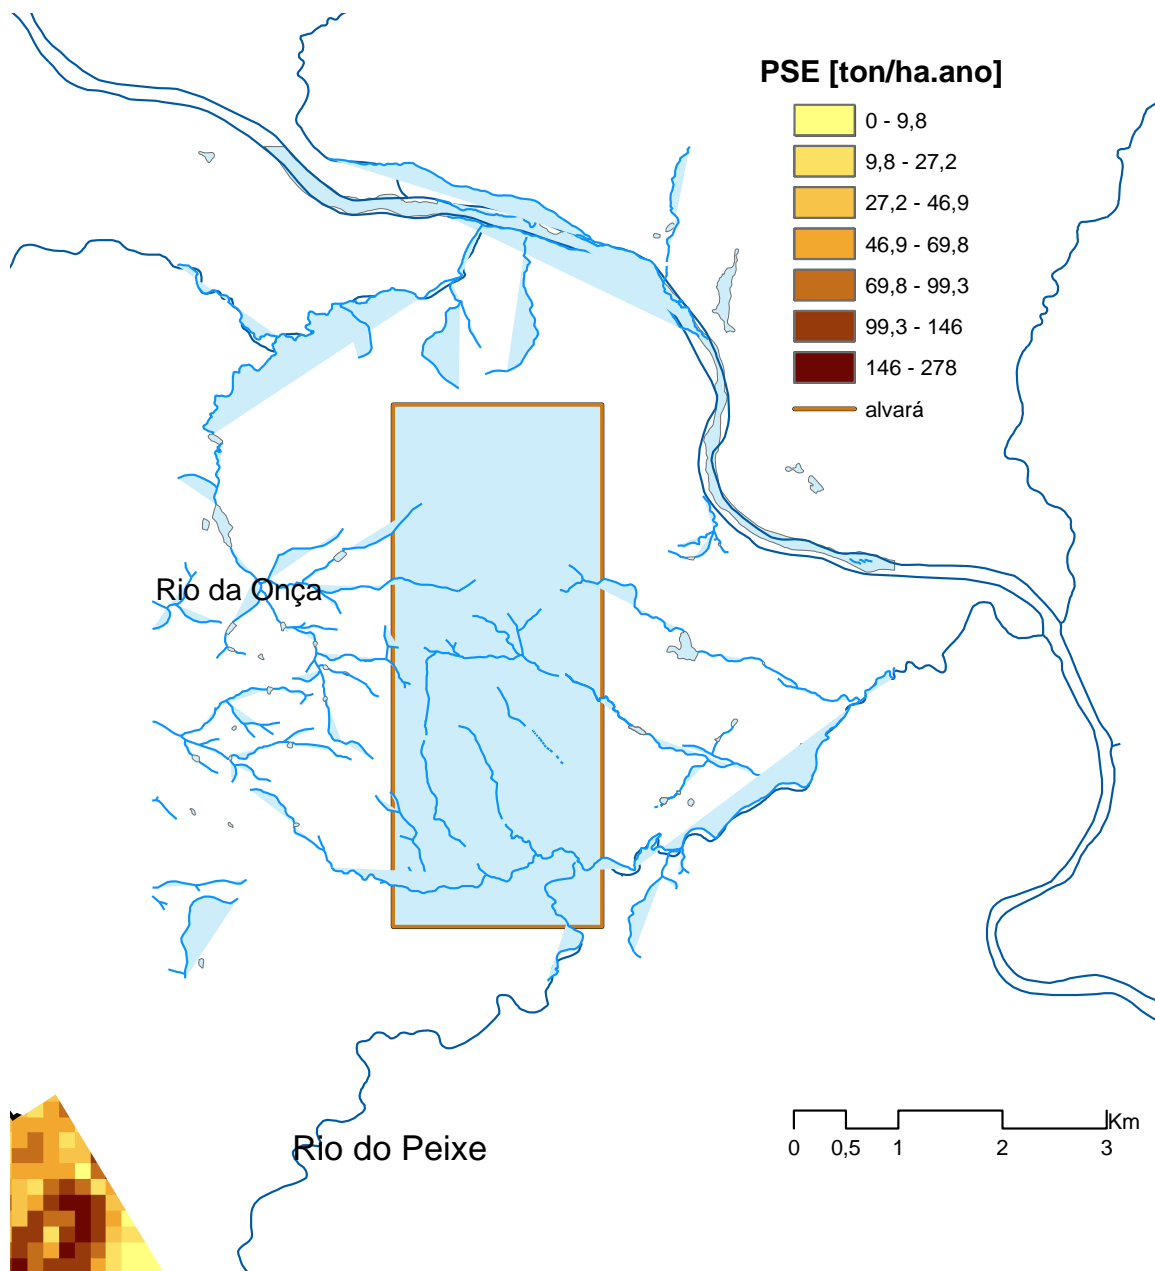 PSE [ton/ha.ano]
0 - 9,8
9,8 - 27,2
27,2 - 46,9
46,9 - 69,8
69,8 - 99,3
99,3 - 146
146 - 278
alvará
Rio da Onça
Rio do Peixe
Km
0 0,5 1 2 3